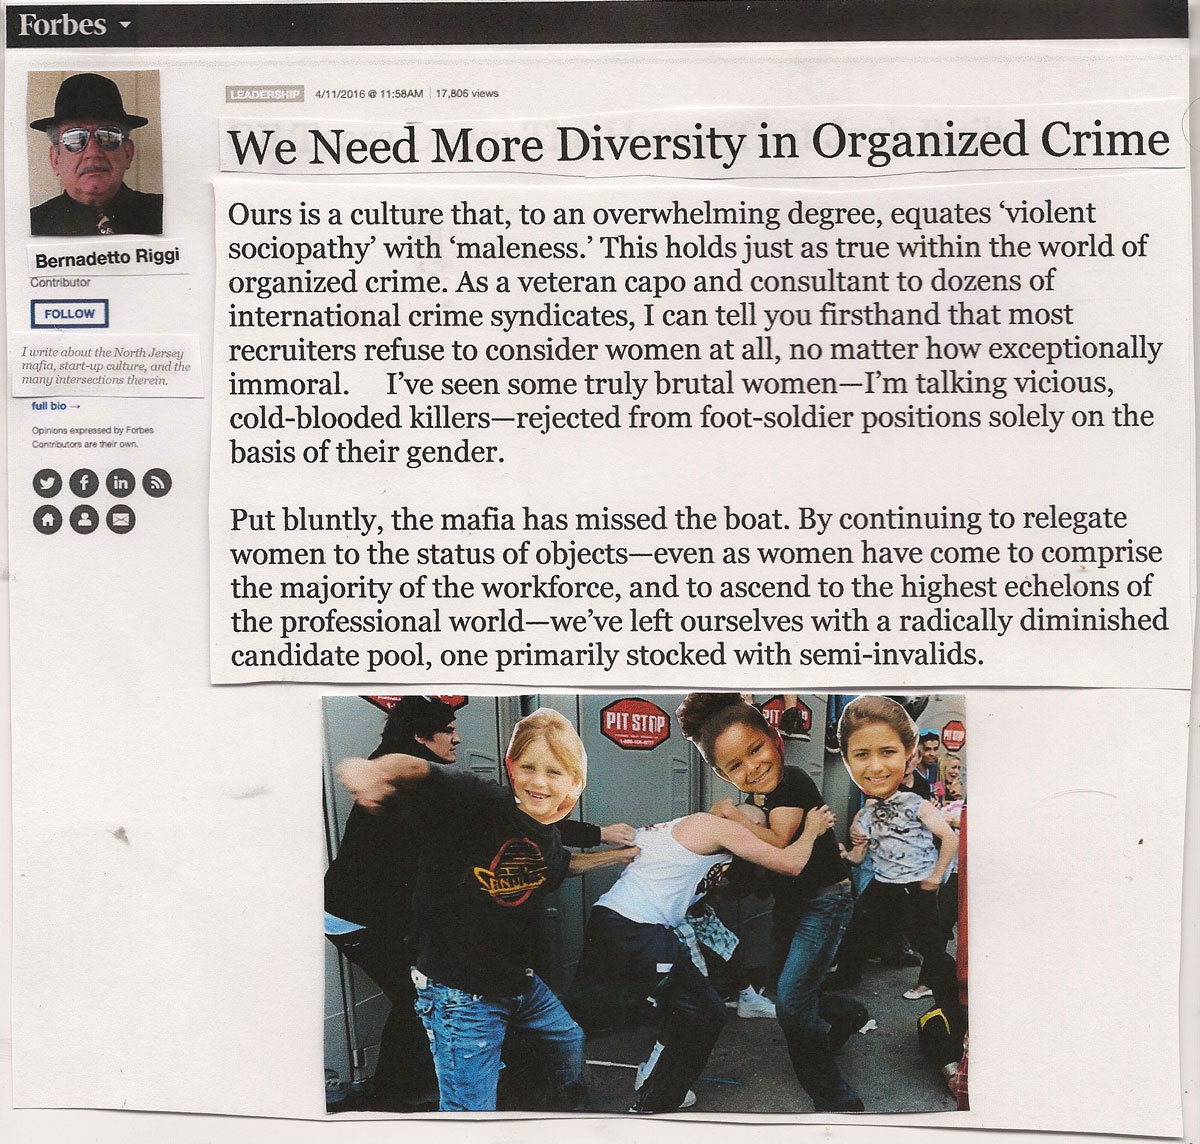 Forbes
LEADERSHIP 4/11/2016 @ 11:58AM 17,806 views
We Need More Diversity in Organized Crime
Bernadetto Riggi
Contributor
FOLLOW
I write about the North Jersey
mafia, start-up culture, and the
many intersections therein.
full bio →
Opinions expressed by Forbes
Contributors are their own.
Ours is a culture that, to an overwhelming degree, equates ‘violent
sociopathy’ with ‘maleness.’ This holds just as true within the world of
organized crime. As a veteran capo and consultant to dozens of
international crime syndicates, I can tell you firsthand that most
recruiters refuse to consider women at all, no matter how exceptionally
immoral. I’ve seen some truly brutal women—I’m talking vicious,
cold-blooded killers—rejected from foot-soldier positions solely on the
basis of their gender.
Put bluntly, the mafia has missed the boat. By continuing to relegate
women to the status of objects—even as women have come to comprise
the majority of the workforce, and to ascend to the highest echelons of
the professional world—we’ve left ourselves with a radically diminished
candidate pool, one primarily stocked with semi-invalids.
PIT STOP
PIT
PIT STOP